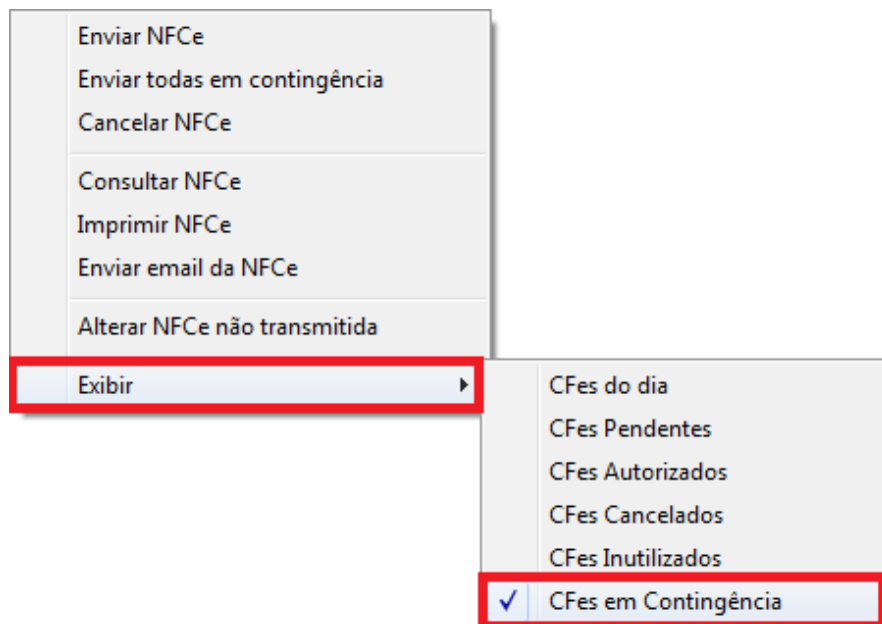 Enviar NFCe
Enviar todas em contingência
Cancelar NFCe
Consultar NFCe
Imprimir NFCe
Enviar email da NFCe
Alterar NFCe não transmitida
Exibir
CFes do dia
CFes Pendentes
CFes Autorizados
CFes Cancelados
CFes Inutilizados
CFes em Contingência